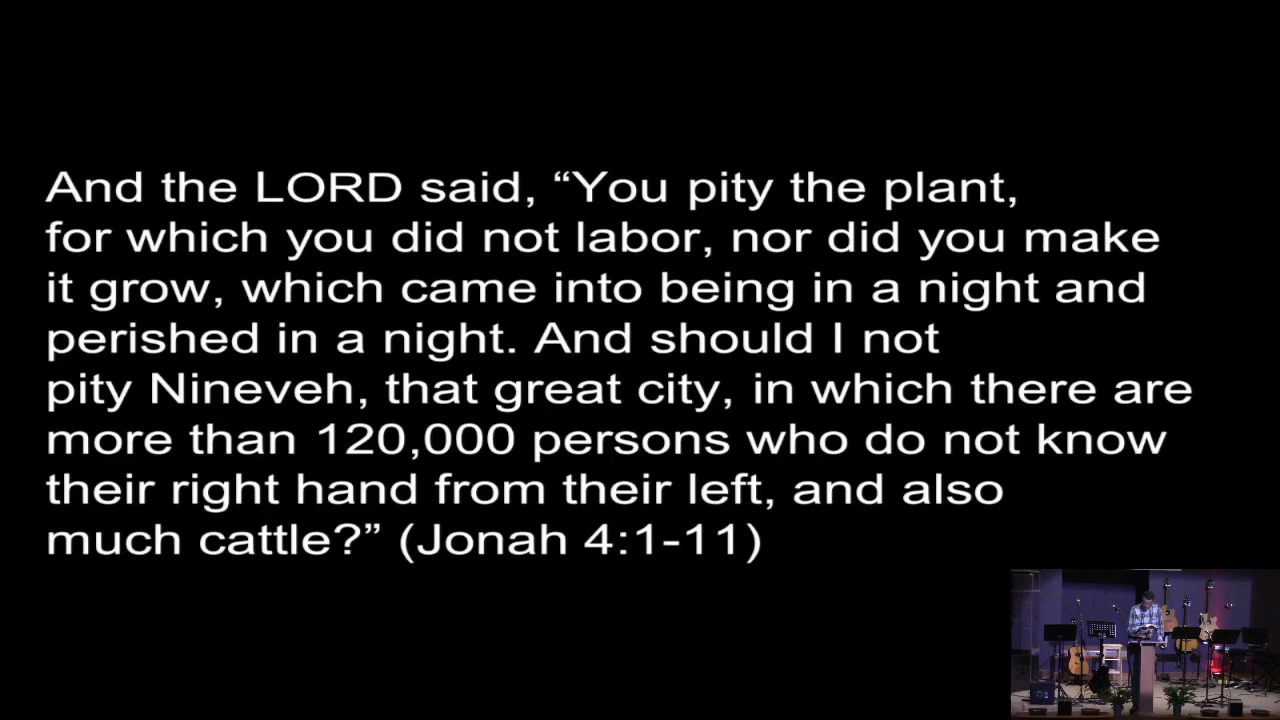 And the LORD said, “You pity the plant,
for which you did not labor, nor did you make
it grow, which came into being in a night and
perished in a night. And should I not
pity Nineveh, that great city, in which there are
more than 120,000 persons who do not know
their right hand from their left, and also
much cattle?” (Jonah 4:1-11)